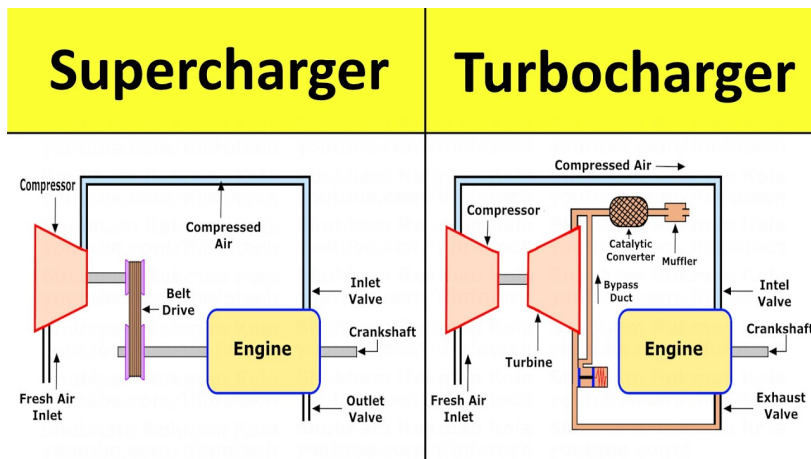 Supercharger
Turbocharger
Compressor
Compressed
Air
Belt
Drive
Inlet
Valve
Crankshaft
Engine
Fresh Air
Inlet
Outlet
Valve
Compressed Air
Compressor
Catalytic
Converter
Muffler
Bypass
Duct
Intel
Valve
Crankshaft
Engine
Turbine
Fresh Air
Inlet
Exhaust
Valve